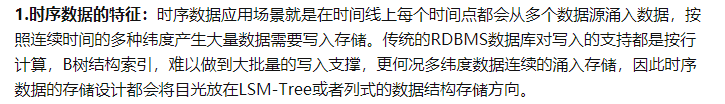 1.时序数据的特征：时序数据应用场景就是在时间线上每个时间点都会从多个数据源涌入数据，按
照连续时间的多种纬度产生大量数据需要写入存储。传统的RDBMS数据库对写入的支持都是按行
计算，B树结构索引，难以做到大批量的写入支撑，更何况多纬度数据连续的涌入存储，因此时序
数据的存储设计都会将目光放在LSM-Tree或者列式的数据结构存储方向。